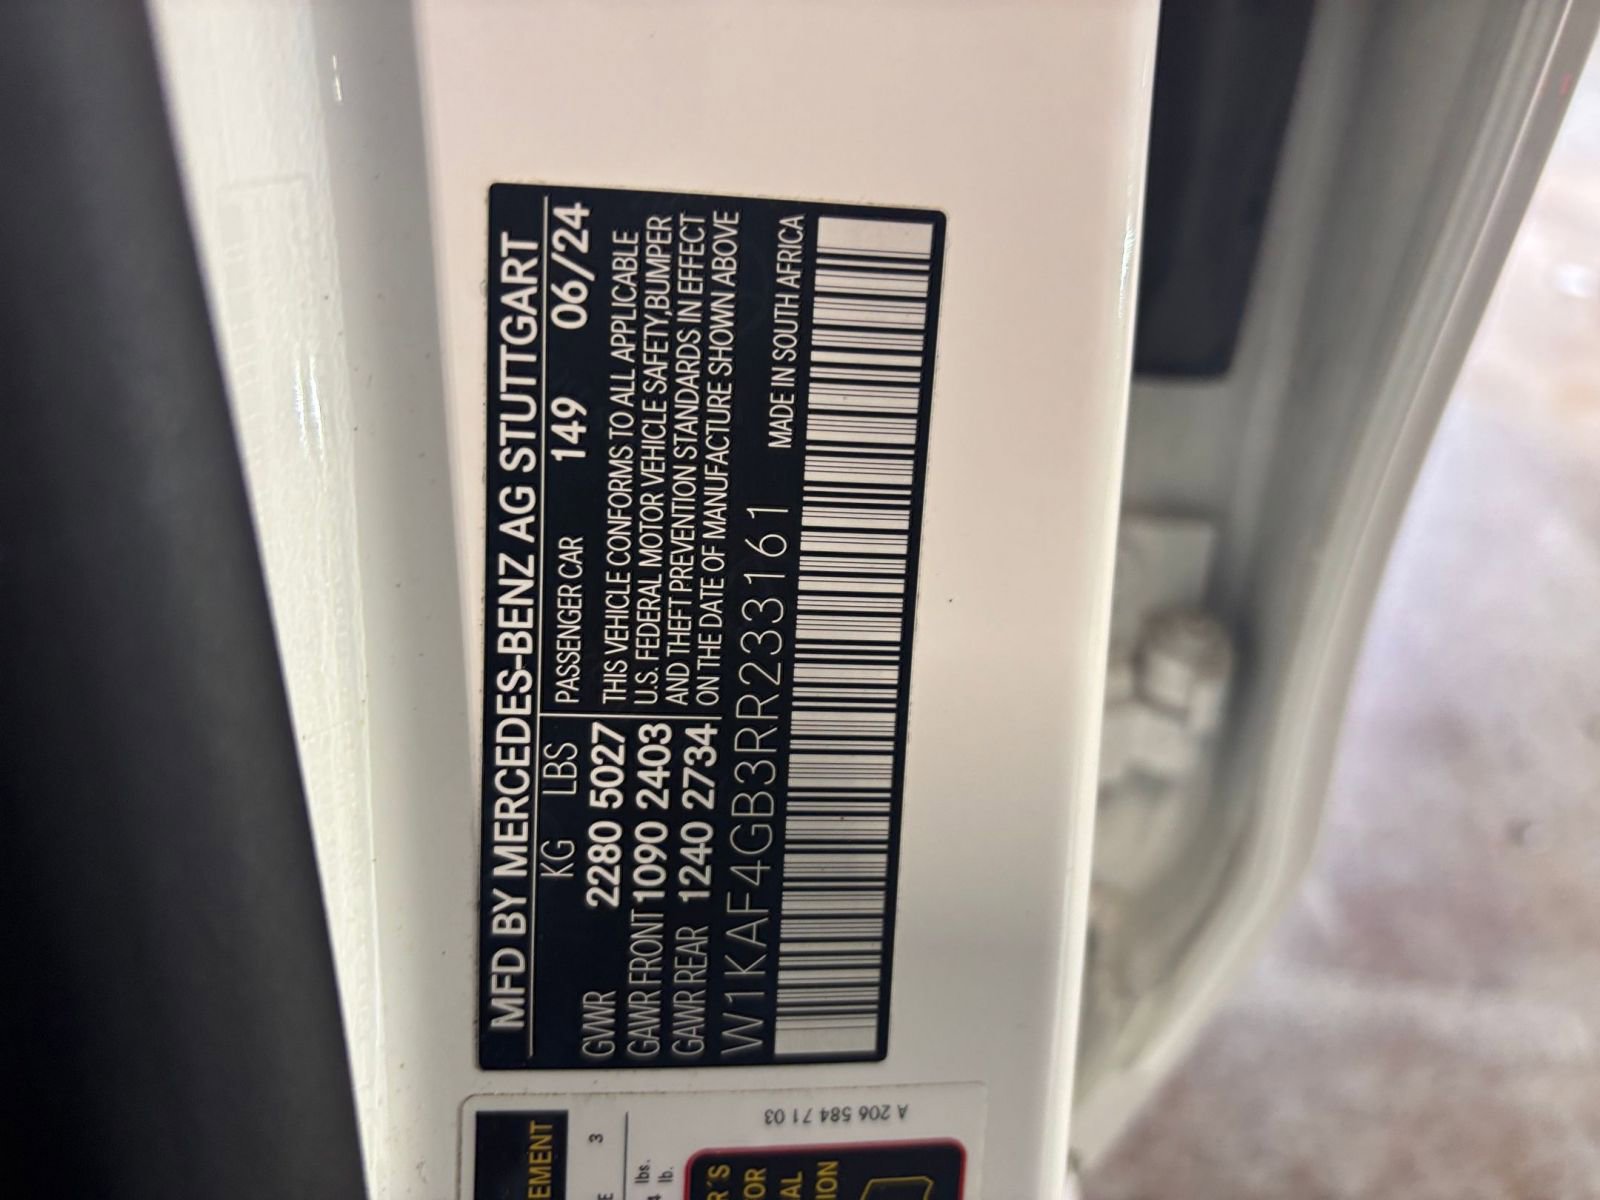 MFD BY MERCEDES-BENZ AG STUTTGART
KG LBS
GVWR 2280 5027
GAWR FRONT 1090 2403
GAWR REAR 1240 2734
PASSENGER CAR 149 06/24
THIS VEHICLE CONFORMS TO ALL APPLICABLE
U.S. FEDERAL MOTOR VEHICLE SAFETY,BUMPER
AND THEFT PREVENTION STANDARDS IN EFFECT
ON THE DATE OF MANUFACTURE SHOWN ABOVE
W1KAF4GB3RR233161
MADE IN SOUTH AFRICA
A 206 584 71 03
3
lbs.
lb.